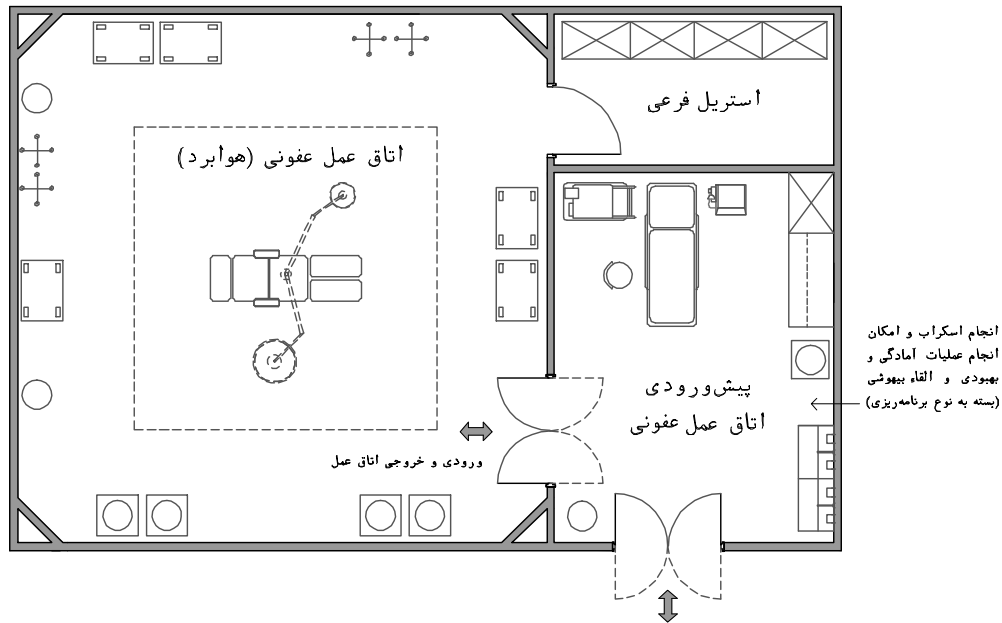 استریل فرعی
اتاق عمل عفونی (هوابرد)
انجام اسکراب و امکان
انجام عملیات آمادگی و
بهبودی و القاء بیهوشی
(بسته به نوع برنامه‌ریزی)
پیش‌ورودی
اتاق عمل عفونی
ورودی و خروجی اتاق عمل